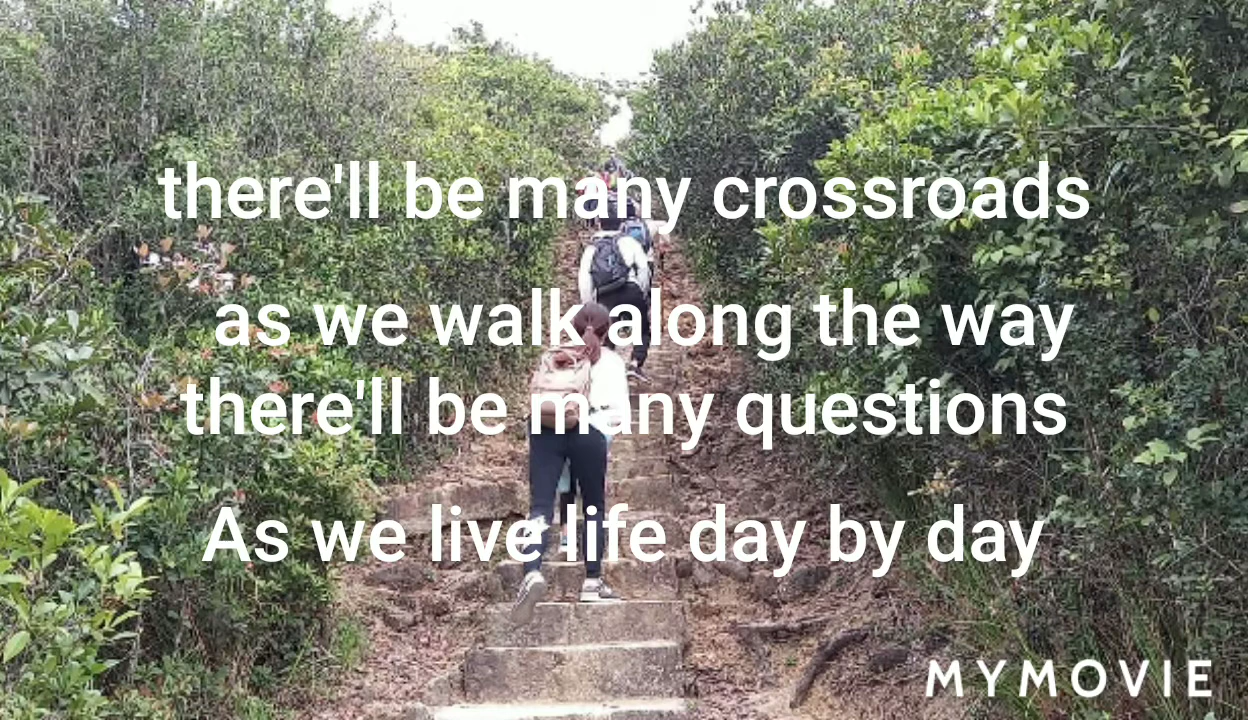 there'll be many crossroads
as we walk along the way
there'll be many questions
As we live life day by day
MYMOVIE